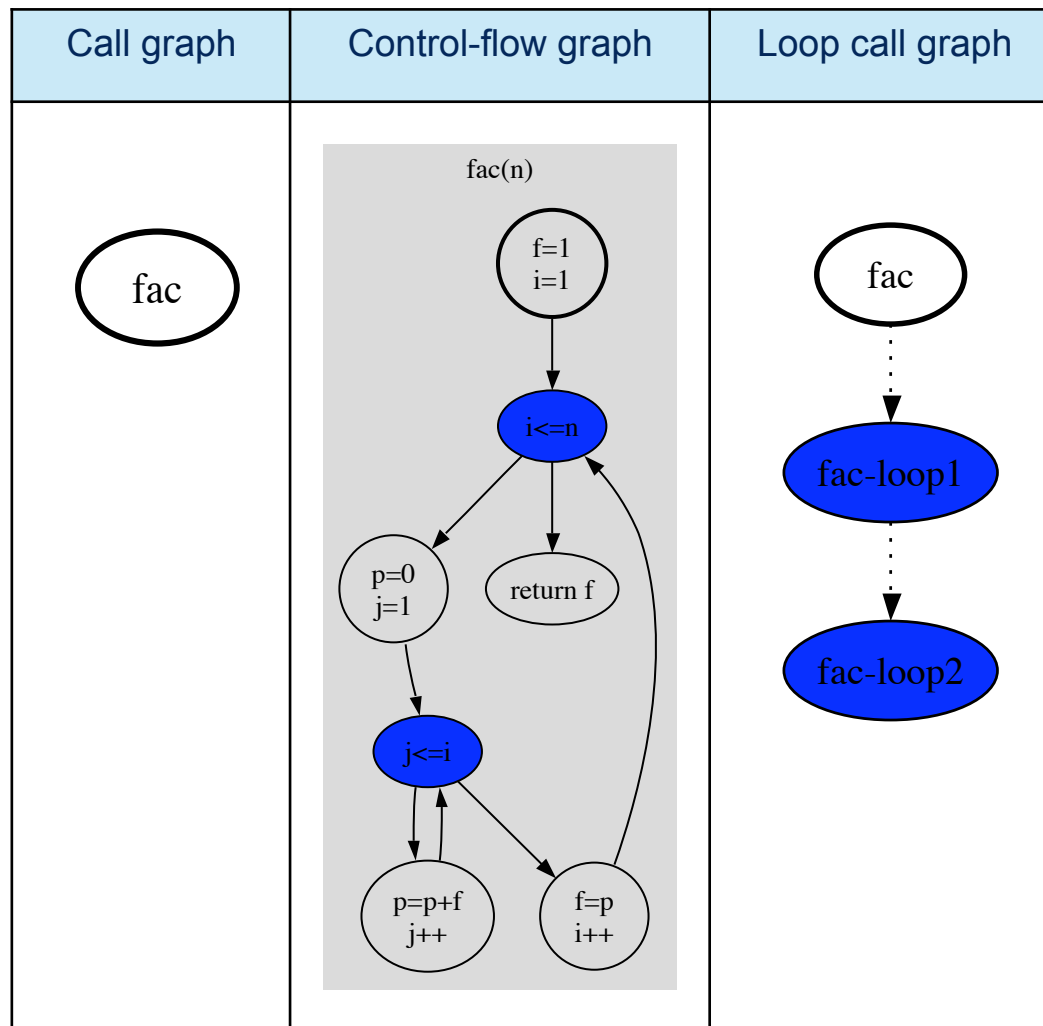 Call graph
Control-flow graph
Loop call graph
fac
fac(n)
f=1
i=1
i<=n
p=0
j=1
return f
j<=i
p=p+f
j++
f=p
i++
fac
fac-loop1
fac-loop2